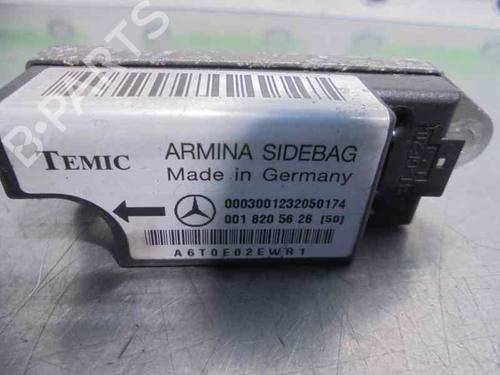 B-PARTS
TEMIC
ARMINA SIDEBAG
Made in Germany
0003001232050174
001 820 56 26 [50]
A6T0E02EWR1